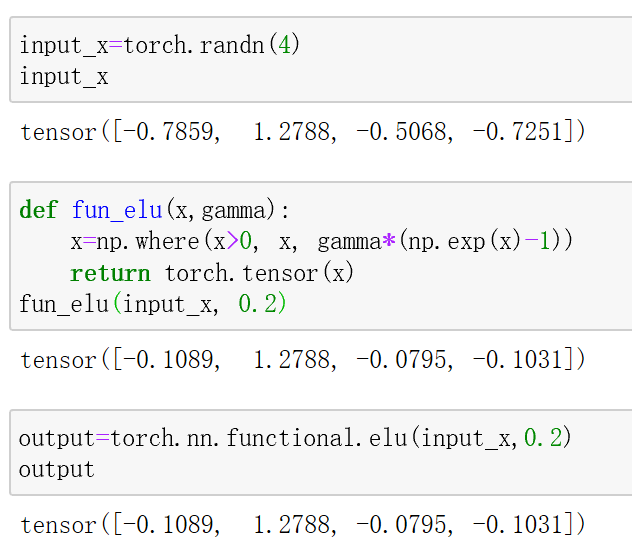 input_x=torch.randn(4)
input_x
tensor([-0.7859,  1.2788, -0.5068, -0.7251])
def fun_elu(x,gamma):
    x=np.where(x>0, x, gamma*(np.exp(x)-1))
    return torch.tensor(x)
fun_elu(input_x, 0.2)
tensor([-0.1089,  1.2788, -0.0795, -0.1031])
output=torch.nn.functional.elu(input_x,0.2)
output
tensor([-0.1089,  1.2788, -0.0795, -0.1031])